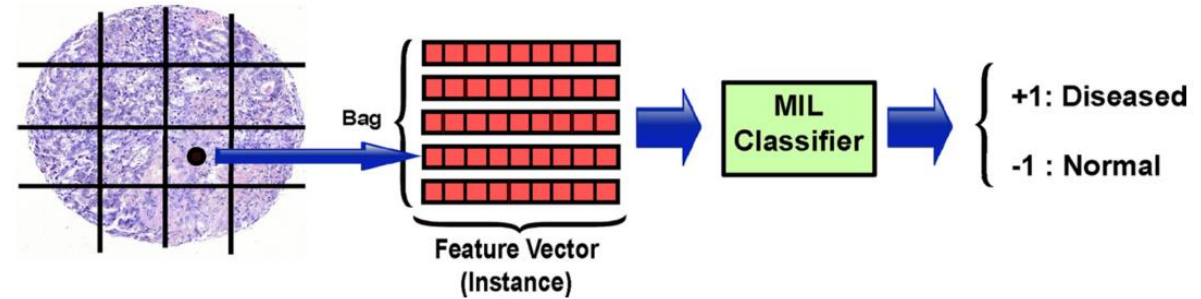 Bag
Feature Vector
(Instance)
MIL
Classifier
+1: Diseased
-1 : Normal